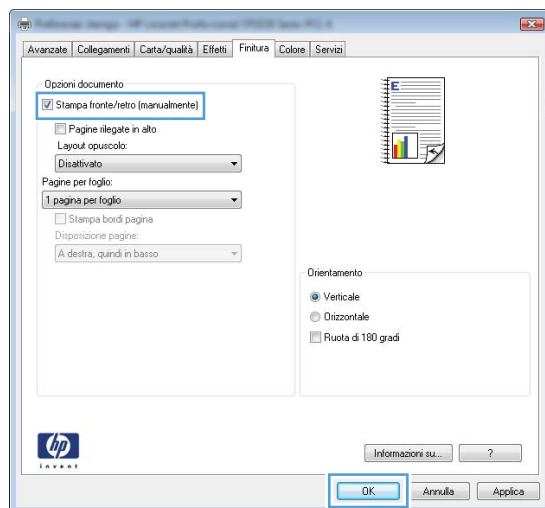 Avanzate Collegamenti Carta/qualità Effetti Finitura Colore Servizi
Opzioni documento
Stampa fronte/retro (manualmente)
Pagine rilegate in alto
Layout opuscolo:
Disattivato
Pagine per foglio:
1 pagina per foglio
Stampa bordi pagina
Disposizione pagine:
A destra, quindi in basso
E
Orientamento
Verticale
Orizzontale
Ruota di 180 gradi
hp
invent
Informazioni su... ?
OK Annulla Applica